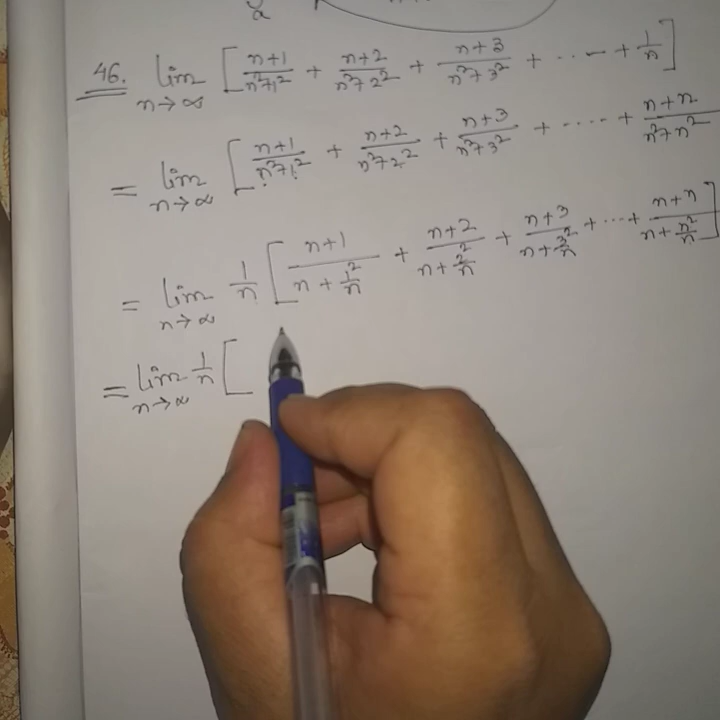 46. lim n→∞ [ (n+1)/(n²+1²) + (n+2)/(n²+2²) + (n+3)/(n²+3²) + ⋯ + 1/n ]
= lim n→∞ [ (n+1)/(n²+1²) + (n+2)/(n²+2²) + (n+3)/(n²+3²) + ⋯ + (n+n)/(n²+n²)
= lim n→∞ 1/n [ (n+1)/(n + 1²/n) + (n+2)/(n + 2²/n) + (n+3)/(n + 3²/n) + ⋯ + (n+n)/(n + n²/n) ]
= lim n→∞ 1/n [